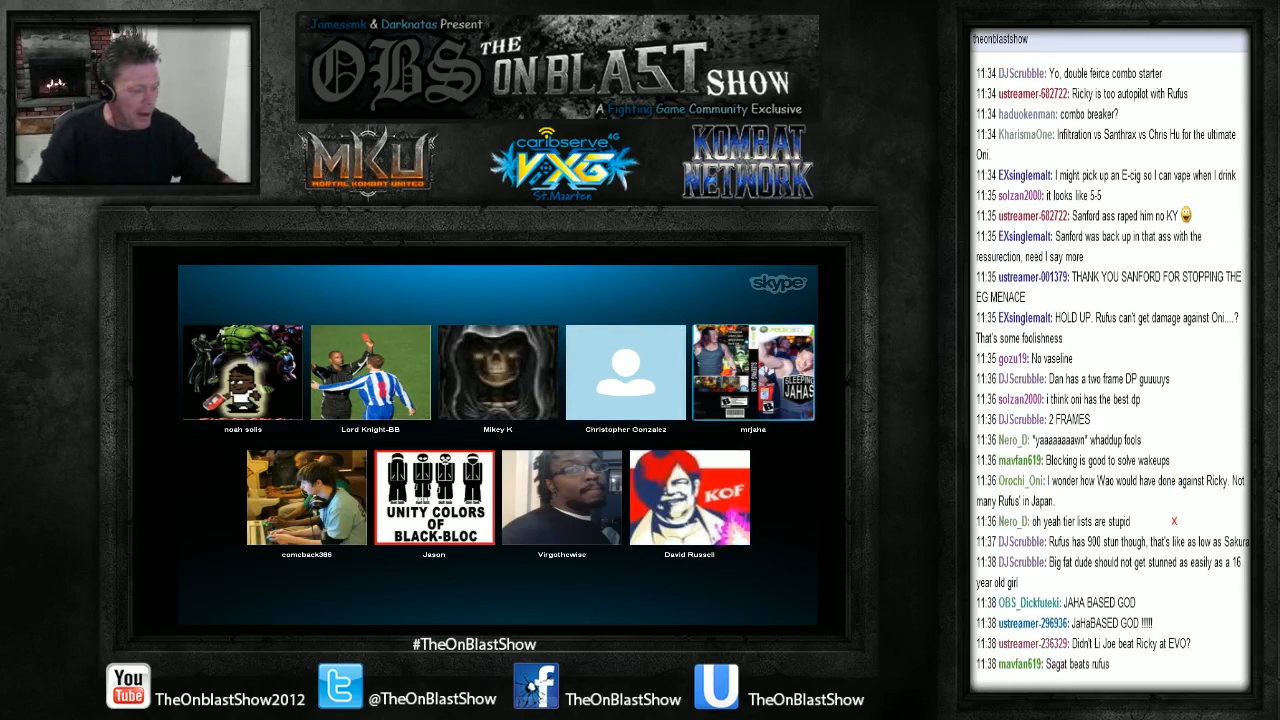 Jamessmk & Darknatas Present
OBS THE ON BLAST SHOW
A Fighting Game Community Exclusive
MKU
MORTAL KOMBAT UNITED
caribserve 4G
VXG
St.Maarten
KOMBAT
NETWORK
skype
SLEEPING
JAHAS
noah solis
Lord Knight-BB
Mikey K
Christopher Gonzalez
mrjaha
UNITY COLORS
OF
BLACK-BLOC
KOF
comeback386
Jason
Virgothewise
David Russell
#TheOnBlastShow
You
Tube
TheOnblastShow2012
@TheOnBlastShow
TheOnBlastShow
TheOnBlastShow
theonblastshow
11:34 DJScrubble: Yo, double feirce combo starter
11:34 ustreamer-682722: Ricky is too autopilot with Rufus
11:34 haduokenman: combo breaker?
11:34 KharismaOne: Infiltration vs Santhrax vs Chris Hu for the ultimate
Oni.
11:34 EXsinglemalt: I might pick up an E-cig so I can vape when I drink
11:35 solzan2000: it looks like 5-5
11:35 ustreamer-682722: Sanford ass raped him no KY
11:35 EXsinglemalt: Sanford was back up in that ass with the
ressurection, need I say more
11:35 ustreamer-001379: THANK YOU SANFORD FOR STOPPING THE
EG MENACE
11:35 EXsinglemalt: HOLD UP. Rufus can't get damage against Oni....?
That's some foolishness
11:35 gozu19: No vaseline
11:36 DJScrubble: Dan has a two frame DP guuuuys
11:36 solzan2000: i think oni has the best dp
11:36 DJScrubble: 2 FRAMES
11:36 Nero_D: *yaaaaaaawn* whaddup fools
11:36 mavfan619: Blocking is good to solve wakeups
11:36 Orochi_Oni: I wonder how Wao would have done against Ricky. Not
many Rufus' in Japan.
11:36 Nero_D: oh yeah tier lists are stupid X
11:37 DJScrubble: Rufus has 900 stun though, that's like as low as Sakura
11:38 DJScrubble: Big fat dude should not get stunned as easily as a 16
year old girl
11:38 OBS_Dickfuteki: JAHA BASED GOD
11:38 ustreamer-296936: JaHaBASED GOD !!!!!
11:38 ustreamer-236329: Didn't Li Joe beat Ricky at EVO?
11:38 mavfan619: Sagat beats rufus